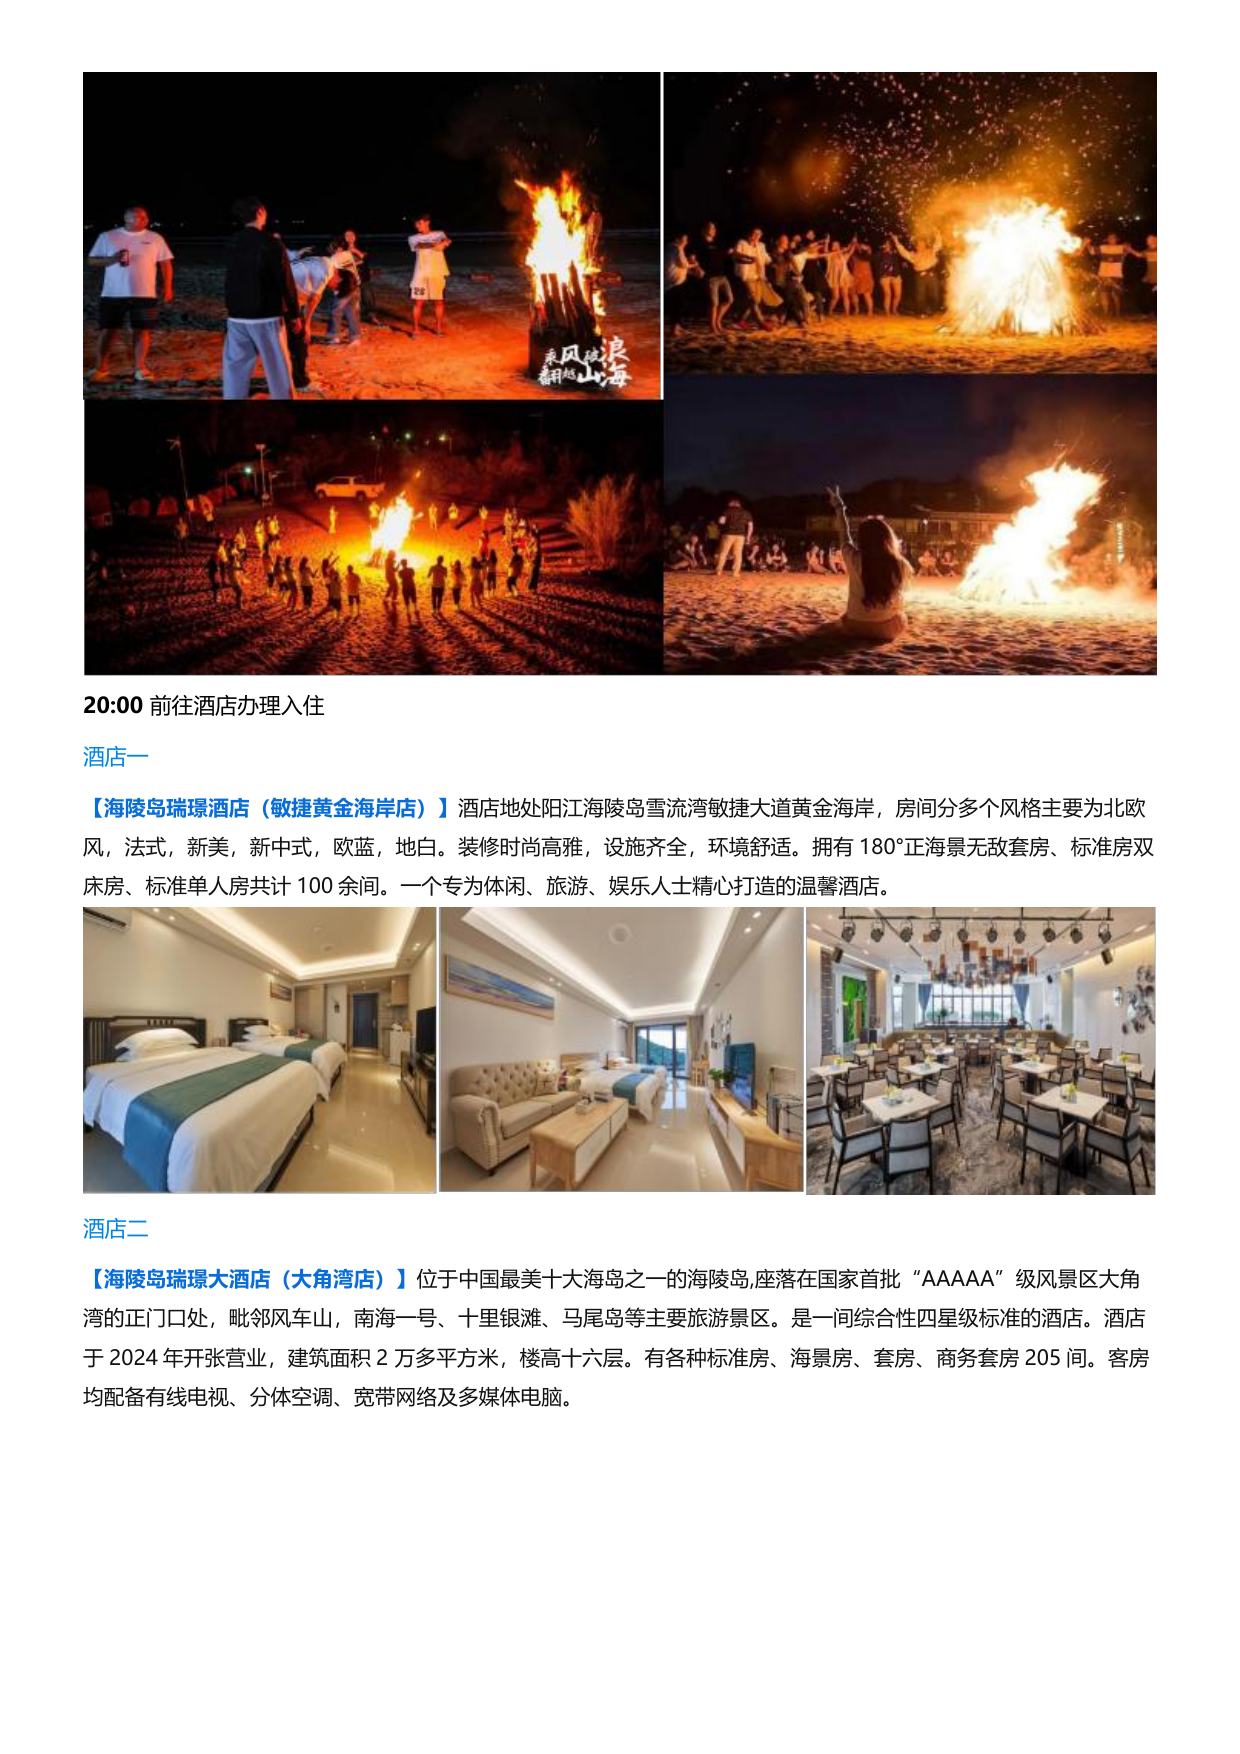 乘风破浪
翻越山海
20:00 前往酒店办理入住
酒店一
【海陵岛瑞璟酒店（敏捷黄金海岸店）】酒店地处阳江海陵岛雪流湾敏捷大道黄金海岸，房间分多个风格主要为北欧
风，法式，新美，新中式，欧蓝，地白。装修时尚高雅，设施齐全，环境舒适。拥有 180°正海景无敌套房、标准房双
床房、标准单人房共计 100 余间。一个专为体闲、旅游、娱乐人士精心打造的温馨酒店。
酒店二
【海陵岛瑞璟大酒店（大角湾店）】位于中国最美十大海岛之一的海陵岛,座落在国家首批“AAAAA”级风景区大角
湾的正门口处，毗邻风车山，南海一号、十里银滩、马尾岛等主要旅游景区。是一间综合性四星级标准的酒店。酒店
于 2024 年开张营业，建筑面积 2 万多平方米，楼高十六层。有各种标准房、海景房、套房、商务套房 205 间。客房
均配备有线电视、分体空调、宽带网络及多媒体电脑。